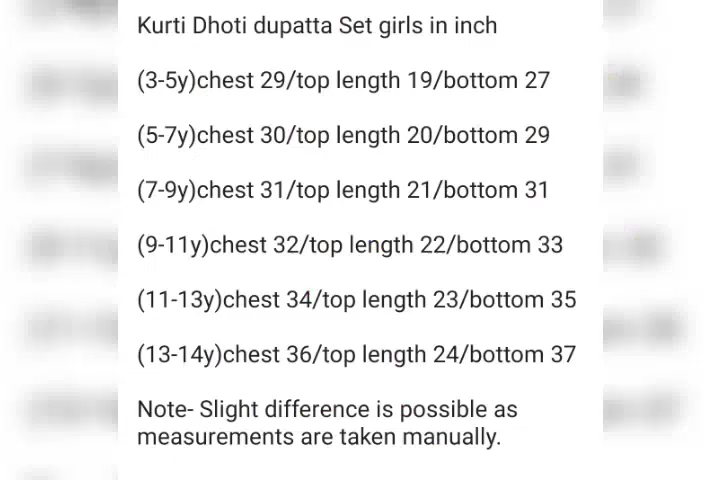 Kurti Dhoti dupatta Set girls in inch
(3-5y)chest 29/top length 19/bottom 27
(5-7y)chest 30/top length 20/bottom 29
(7-9y)chest 31/top length 21/bottom 31
(9-11y)chest 32/top length 22/bottom 33
(11-13y)chest 34/top length 23/bottom 35
(13-14y)chest 36/top length 24/bottom 37
Note- Slight difference is possible as
measurements are taken manually.